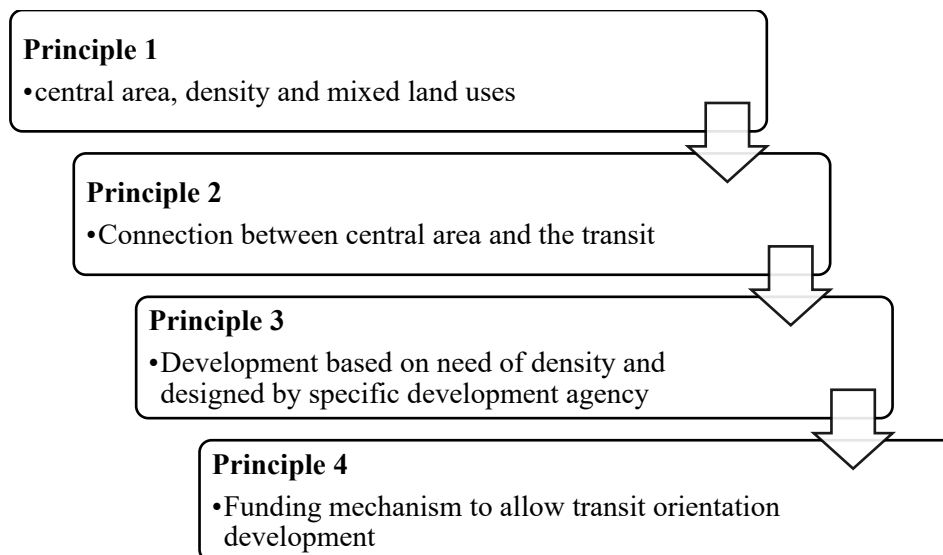 Principle 1
•central area, density and mixed land uses
Principle 2
•Connection between central area and the transit
Principle 3
•Development based on need of density and
designed by specific development agency
Principle 4
•Funding mechanism to allow transit orientation
development